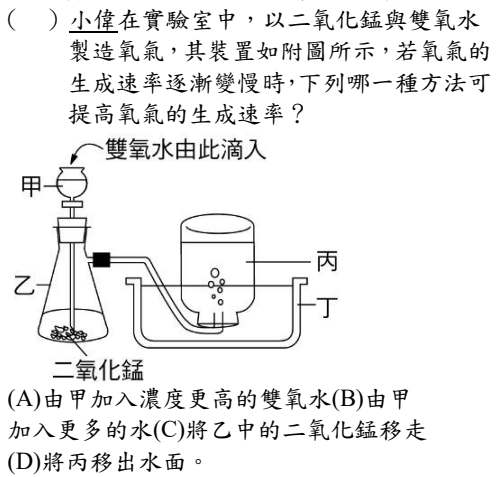 (　) 小偉在實驗室中，以二氧化錳與雙氧水
製造氧氣，其裝置如附圖所示，若氧氣的
生成速率逐漸變慢時，下列哪一種方法可
提高氧氣的生成速率？
雙氧水由此滴入
甲
乙
丙
丁
二氧化錳
(A)由甲加入濃度更高的雙氧水(B)由甲
加入更多的水(C)將乙中的二氧化錳移走
(D)將丙移出水面。